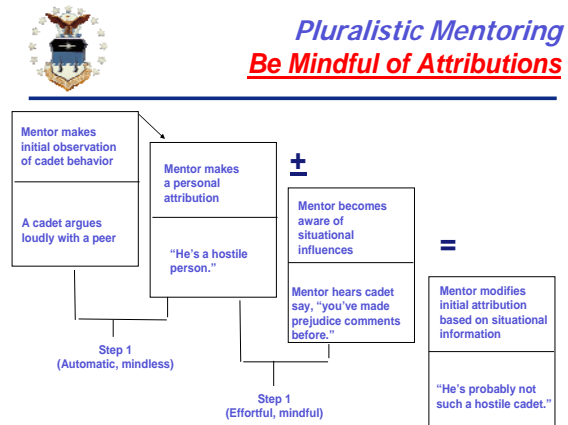 Pluralistic Mentoring
Be Mindful of Attributions
Mentor makes
initial observation
of cadet behavior
A cadet argues
loudly with a peer
Mentor makes
a personal
attribution
“He’s a hostile
person.”
±
Mentor becomes
aware of
situational
influences
Mentor hears cadet
say, “you’ve made
prejudice comments
before.”
=
Mentor modifies
initial attribution
based on situational
information
“He’s probably not
such a hostile cadet.”
Step 1
(Automatic, mindless)
Step 1
(Effortful, mindful)